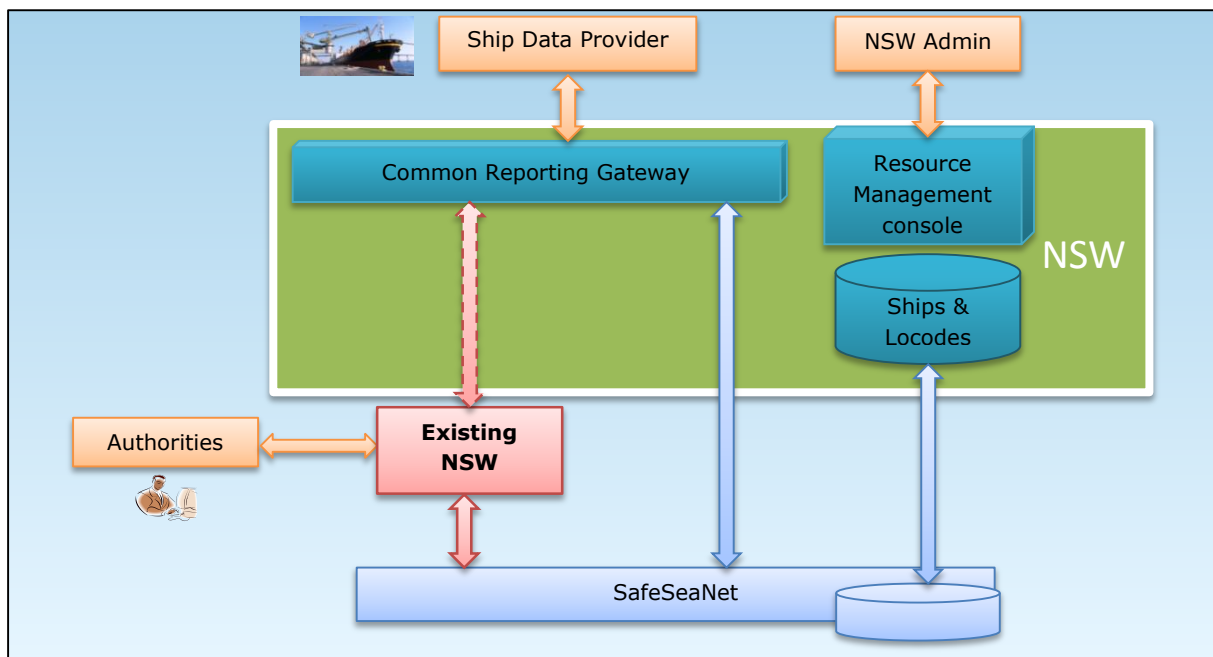 Ship Data Provider
NSW Admin
Common Reporting Gateway
Resource
Management
console
NSW
Ships &
Locodes
Authorities
Existing
NSW
SafeSeaNet